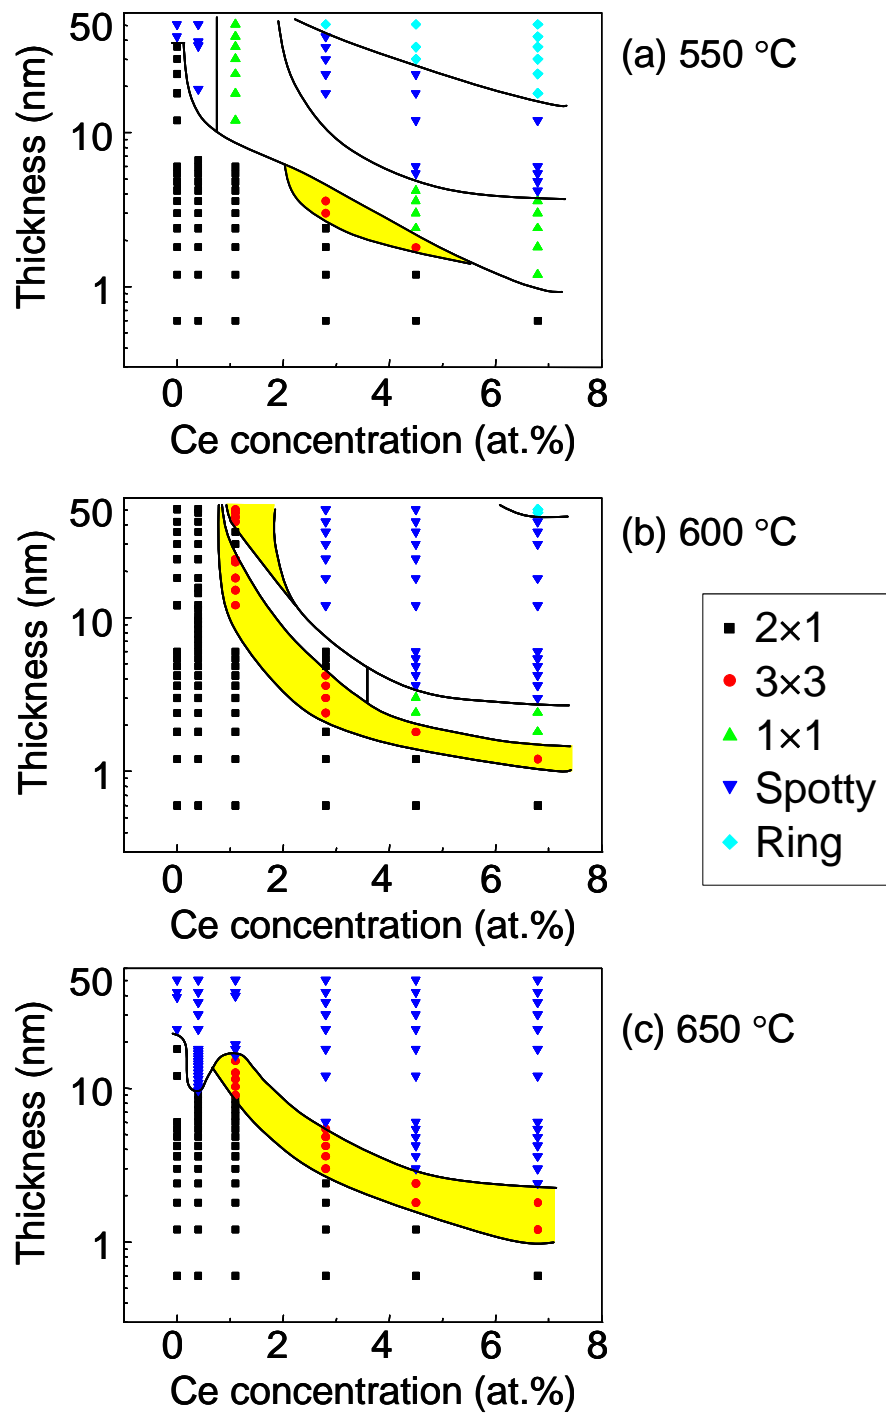 50
10
1
Thickness (nm)
0 2 4 6 8
Ce concentration (at.%)
(a) 550 °C
50
10
1
Thickness (nm)
0 2 4 6 8
Ce concentration (at.%)
(b) 600 °C
2×1
3×3
1×1
Spotty
Ring
50
10
1
Thickness (nm)
0 2 4 6 8
Ce concentration (at.%)
(c) 650 °C